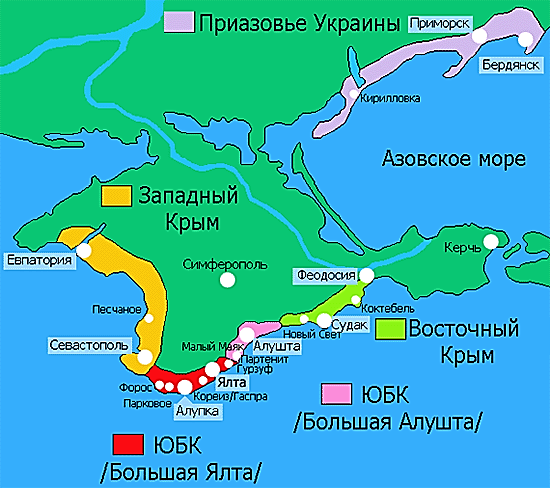 Приазовье Украины
Приморск
Бердянск
Кирилловка
Азовское море
Западный
Крым
Евпатория
Симферополь
Керчь
Феодосия
Песчаное
Коктебель
Новый Свет
Судак
Восточный
Крым
Севастополь
Малый Маяк
Алушта
Партенит
Гурзуф
Ялта
Форос
Кореиз/Гаспра
Парковое
Алупка
ЮБК
/Большая Алушта/
ЮБК
/Большая Ялта/